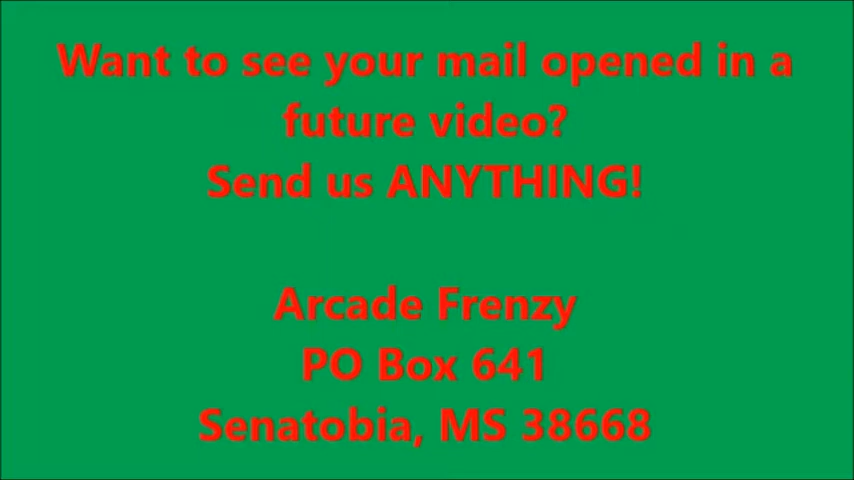 Want to see your mail opened in a
future video?
Send us ANYTHING!
Arcade Frenzy
PO Box 641
Senatobia, MS 38668